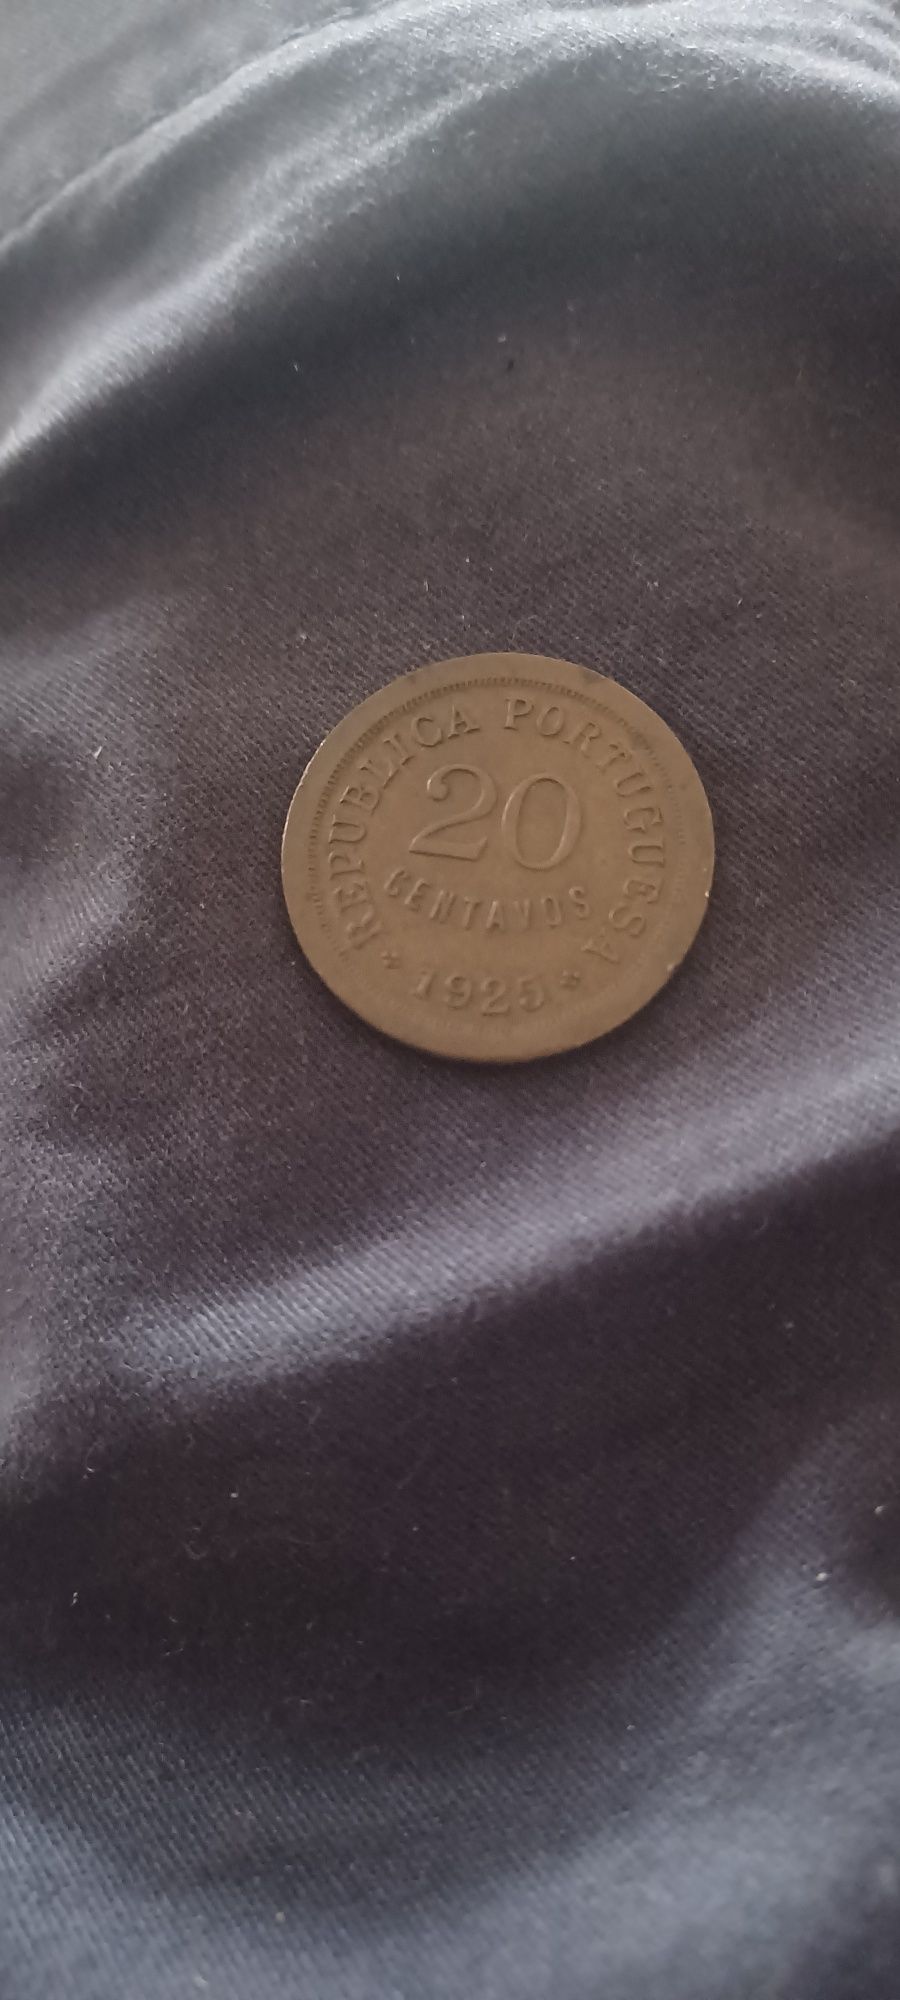 REPUBLICA PORTUGUESA
20
CENTAVOS
* 1925 *